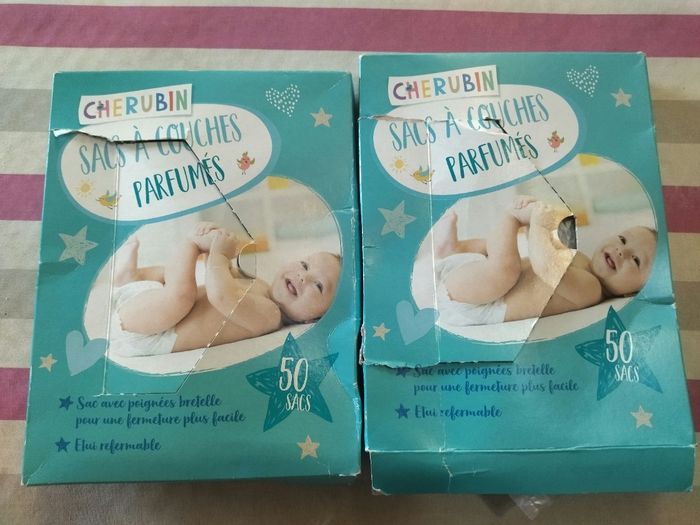 CHERUBIN
SACS À COUCHES
PARFUMÉS
50
SACS
Sac avec poignées bretelle
pour une fermeture plus facile
Etui refermable
CHERUBIN
SACS À COUCHES
PARFUMÉS
50
SACS
Sac avec poignées bretelle
pour une fermeture plus facile
Etui refermable